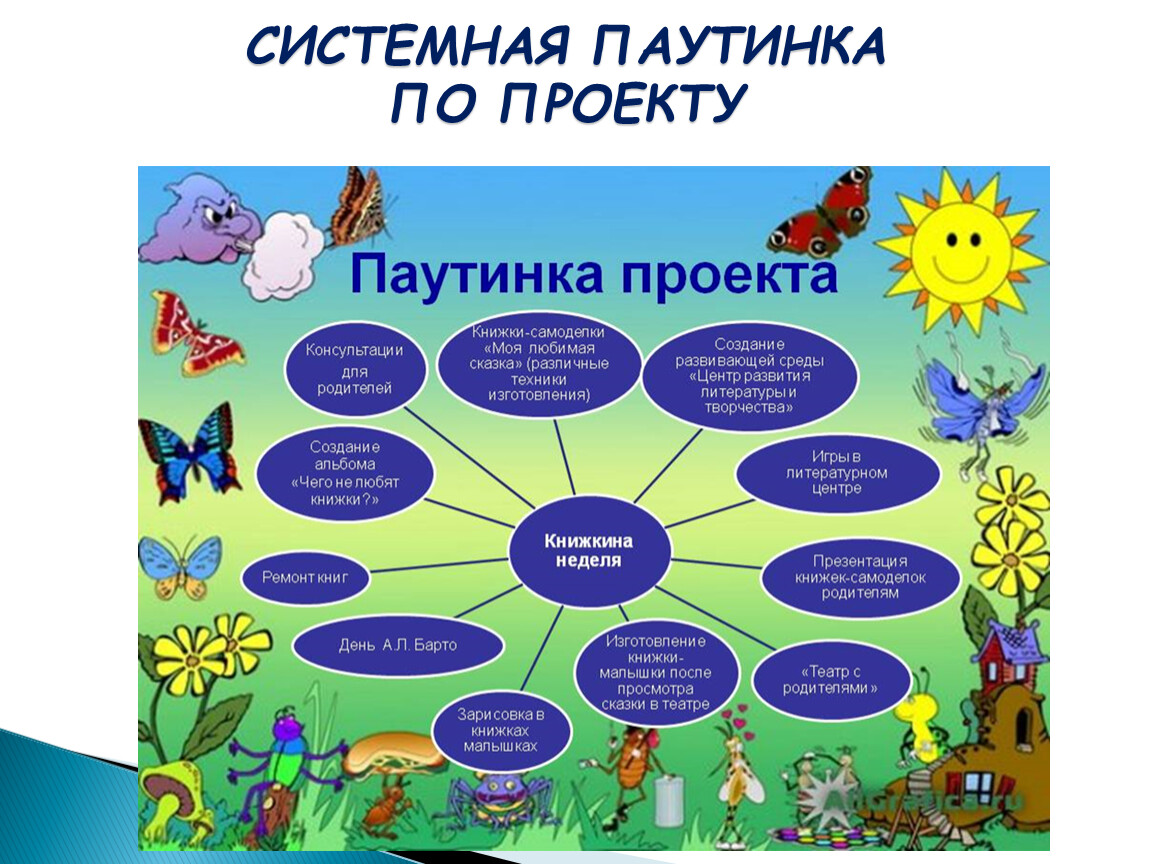 СИСТЕМНАЯ ПАУТИНКА
ПО ПРОЕКТУ
Паутинка проекта
Консультации
для
родителей
Книжки-самоделки
«Моя любимая
сказка» (различные
техники
изготовления)
Создание
развивающей среды
«Центр развития
литературы и
творчества»
Создание
альбома
«Чего не любят
книжки?»
Игры в
литературном
центре
Книжкина
неделя
Ремонт книг
Презентация
книжек-самоделок
родителям
День А.Л. Барто
Изготовление
книжки-
малышки после
просмотра
сказки в театре
«Театр с
родителями»
Зарисовка в
книжках
малышках
AllGrafica.ru